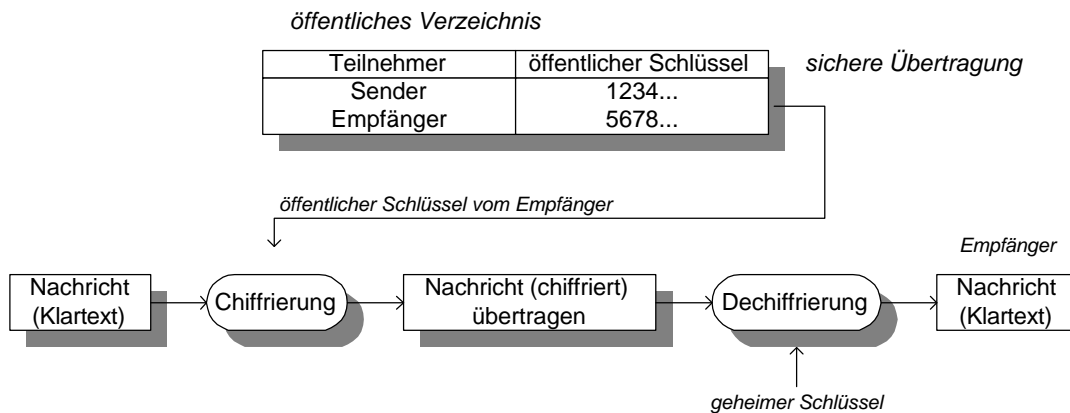 öffentliches Verzeichnis
Teilnehmer öffentlicher Schlüssel
sichere Übertragung
Sender 1234...
Empfänger 5678...
öffentlicher Schlüssel vom Empfänger
Empfänger
Nachricht
(Klartext)
Chiffrierung
Nachricht (chiffriert)
übertragen
Dechiffrierung
Nachricht
(Klartext)
geheimer Schlüssel